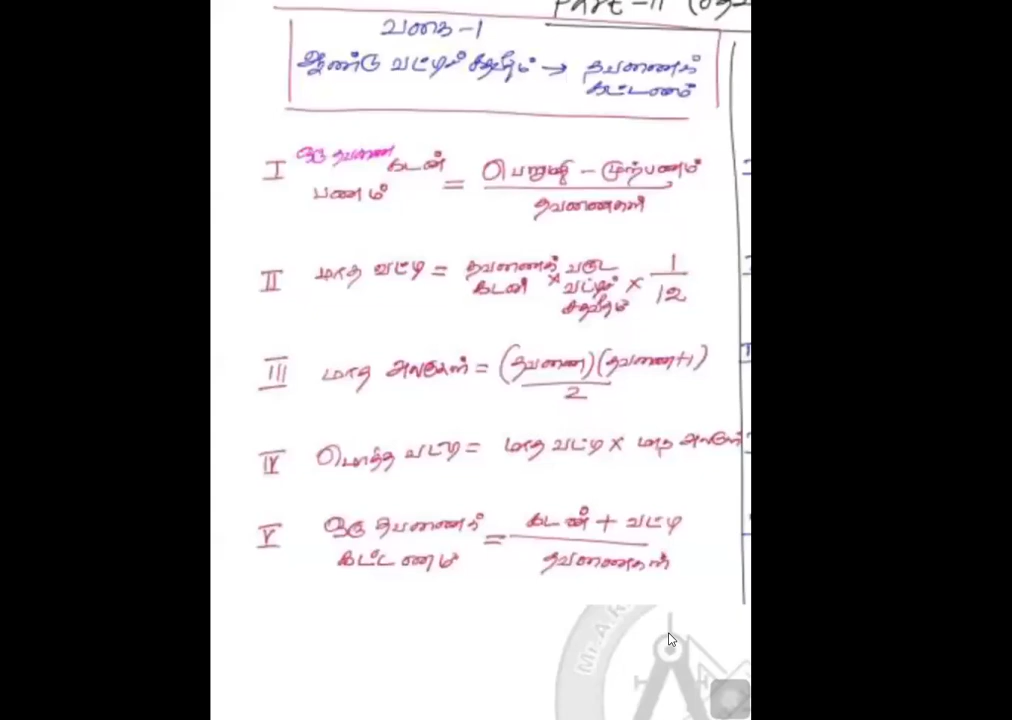 Part-II
வகை-1
ஆண்டு வட்டிச் சதவீதம் → தவணைக்
கட்டணம்
I ஒரு தவணை கடன் பணம் = பெறுமதி - முற்பணம் / தவணைகள்
II மாத வட்டி = தவணைக் கடன் × வருட வட்டிச் சதவீதம் × 1/12
III மாத அலகுகள் = (தவணை)(தவணை+1) / 2
IV மொத்த வட்டி = மாத வட்டி × மாத அலகுகள்
V ஒரு தவணைக் கட்டணம் = கடன் + வட்டி / தவணைகள்
Mr. A.R